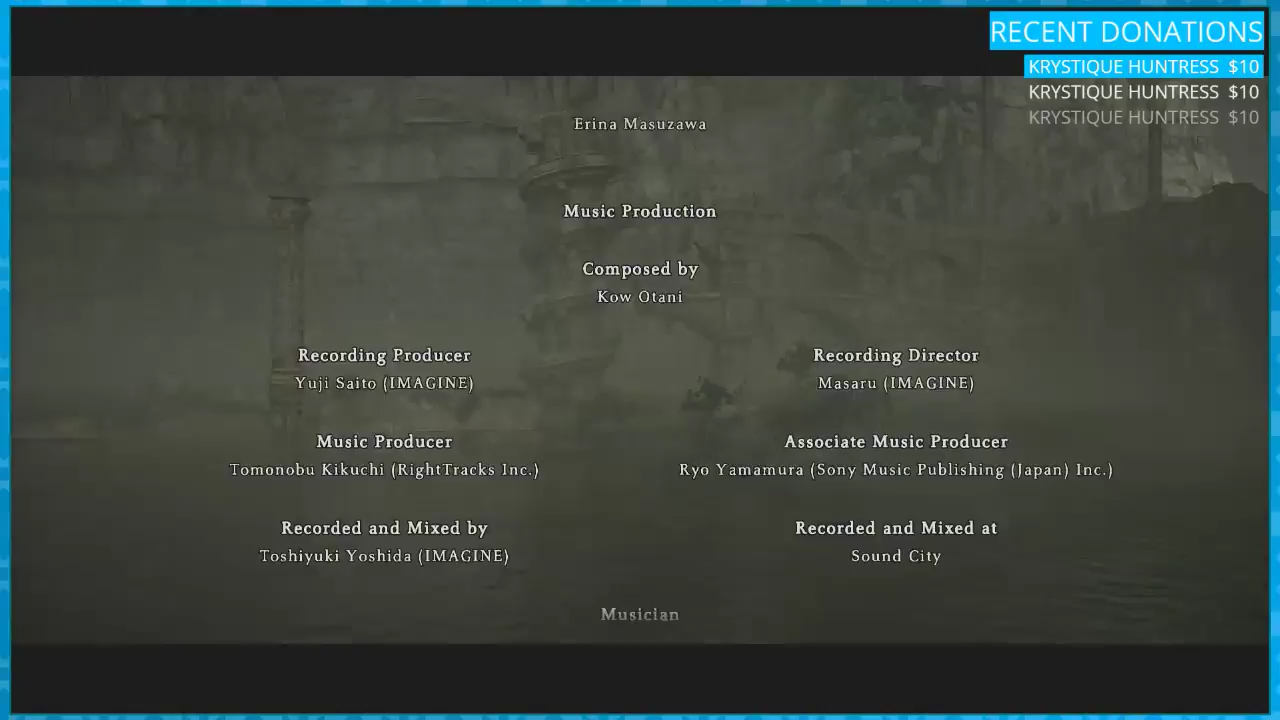 RECENT DONATIONS
KRYSTIQUE HUNTRESS $10
KRYSTIQUE HUNTRESS $10
KRYSTIQUE HUNTRESS $10
Erina Masuzawa
Music Production
Composed by
Kow Otani
Recording Producer
Yuji Saito (IMAGINE)
Recording Director
Masaru (IMAGINE)
Music Producer
Tomonobu Kikuchi (RightTracks Inc.)
Associate Music Producer
Ryo Yamamura (Sony Music Publishing (Japan) Inc.)
Recorded and Mixed by
Toshiyuki Yoshida (IMAGINE)
Recorded and Mixed at
Sound City
Musician